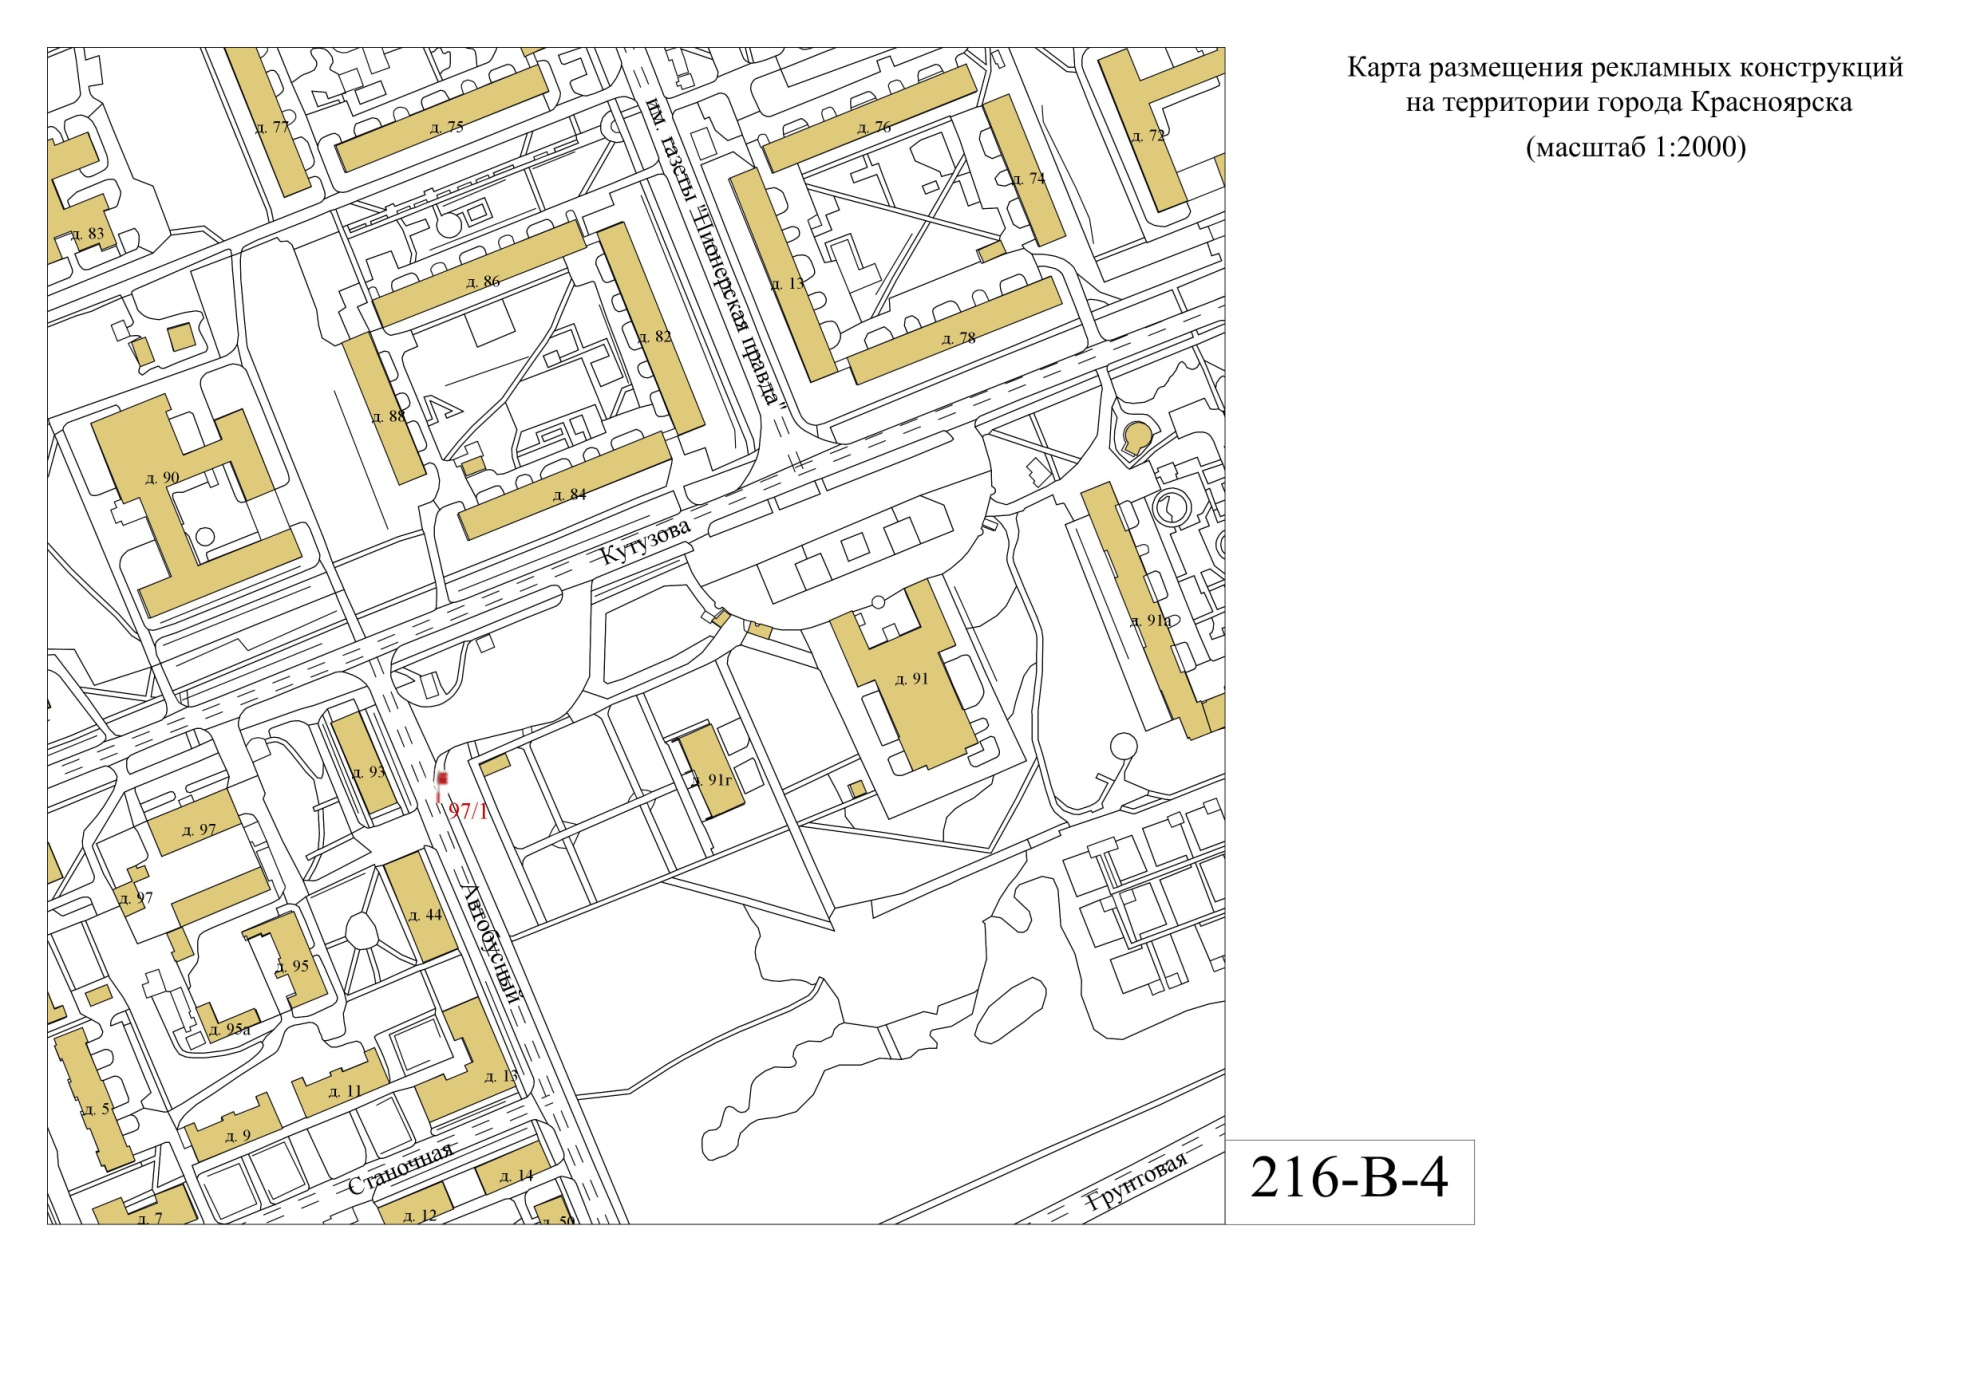 Карта размещения рекламных конструкций
на территории города Красноярска
(масштаб 1:2000)
д. 77
д. 75
им. газеты "Пионерская правда"
д. 76
д. 72
д. 74
д. 83
д. 86
д. 13
д. 82
д. 78
д. 88
д. 90
д. 84
Кутузова
д. 91а
д. 91
д. 93
д. 91г
97/1
д. 97
д. 97
д. 44
Автобусный
д. 95
д. 95а
д. 13
д. 11
д. 5
д. 9
Станочная
д. 14
Грунтовая
216-В-4
д. 7
д. 12
д. 50